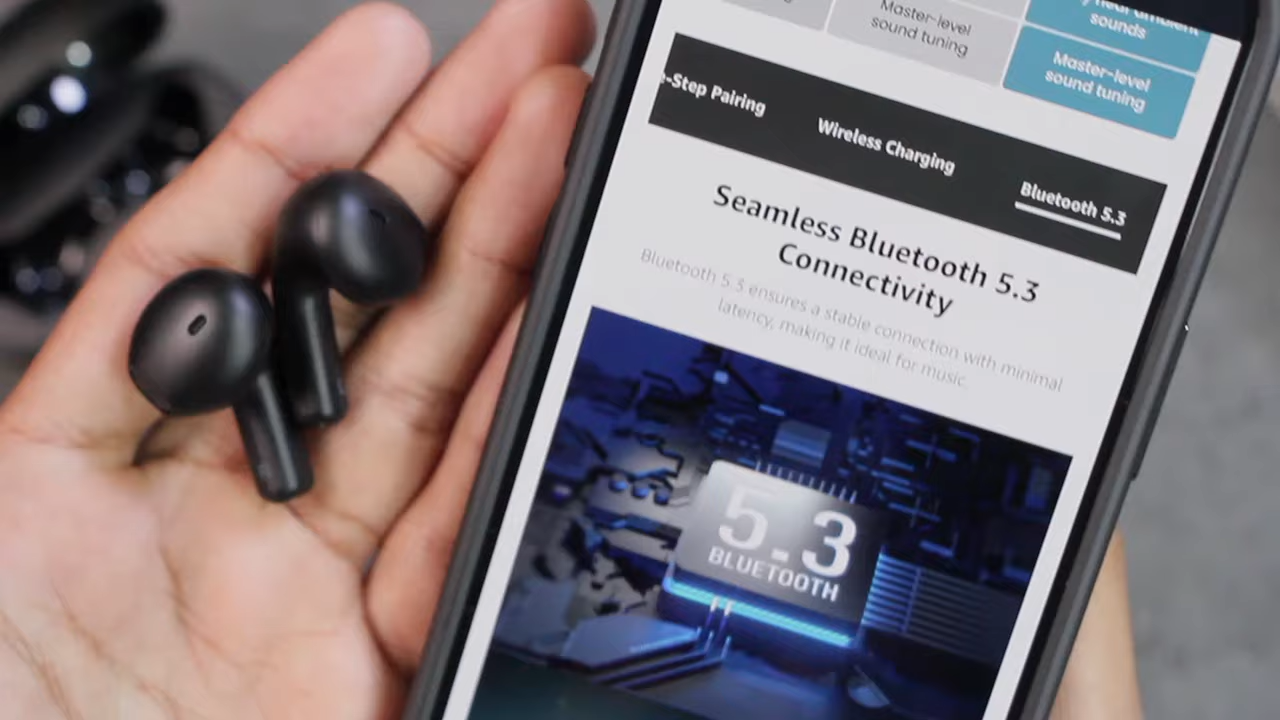 Master-level
sound tuning
sounds
Master-level
sound tuning
-Step Pairing
Wireless Charging
Bluetooth 5.3
Seamless Bluetooth 5.3
Connectivity
Bluetooth 5.3 ensures a stable connection with minimal
latency, making it ideal for music.
5.3
BLUETOOTH